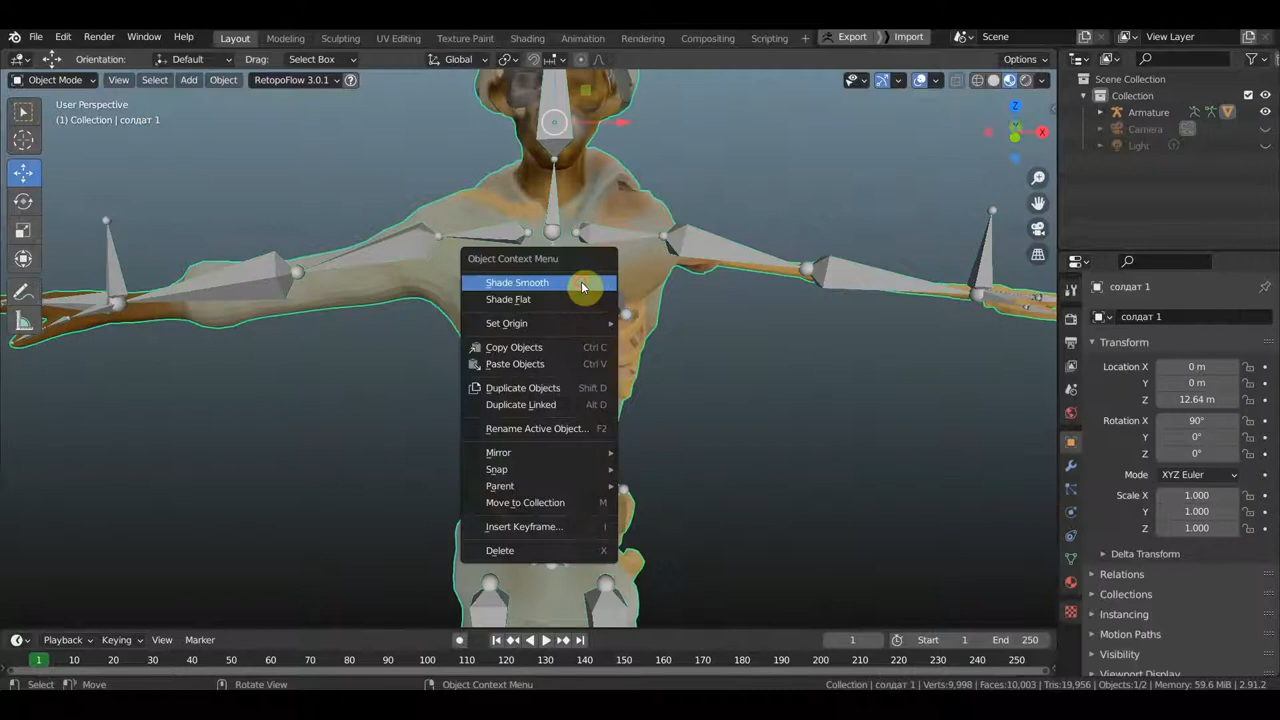 File Edit Render Window Help Layout Modeling Sculpting UV Editing Texture Paint Shading Animation Rendering Compositing Scripting + Export Import Scene View Layer
Orientation: Default Drag: Select Box Global Options
Object Mode View Select Add Object RetopoFlow 3.0.1
User Perspective
(1) Collection | солдат 1
Z
Y
X
Scene Collection
Collection
Armature
Camera
Light
Object Context Menu
Shade Smooth
Shade Flat
Set Origin
Copy Objects Ctrl C
Paste Objects Ctrl V
Duplicate Objects Shift D
Duplicate Linked Alt D
Rename Active Object... F2
Mirror
Snap
Parent
Move to Collection M
Insert Keyframe... I
Delete X
солдат 1
солдат 1
Transform
Location X 0 m
Y 0 m
Z 12.64 m
Rotation X 90°
Y 0°
Z 0°
Mode XYZ Euler
Scale X 1.000
Y 1.000
Z 1.000
Delta Transform
Relations
Collections
Instancing
Motion Paths
Visibility
Viewport Display
Playback Keying View Marker 1 Start 1 End 250
1 10 20 30 40 50 60 70 80 90 100 110 120 130 140 150 160 170 180 190 200 210 220 230 240 250
Select Move Rotate View Object Context Menu Collection | солдат 1 | Verts:9,998 | Faces:10,003 | Tris:19,956 | Objects:1/2 | Memory: 59.6 MiB | 2.91.2